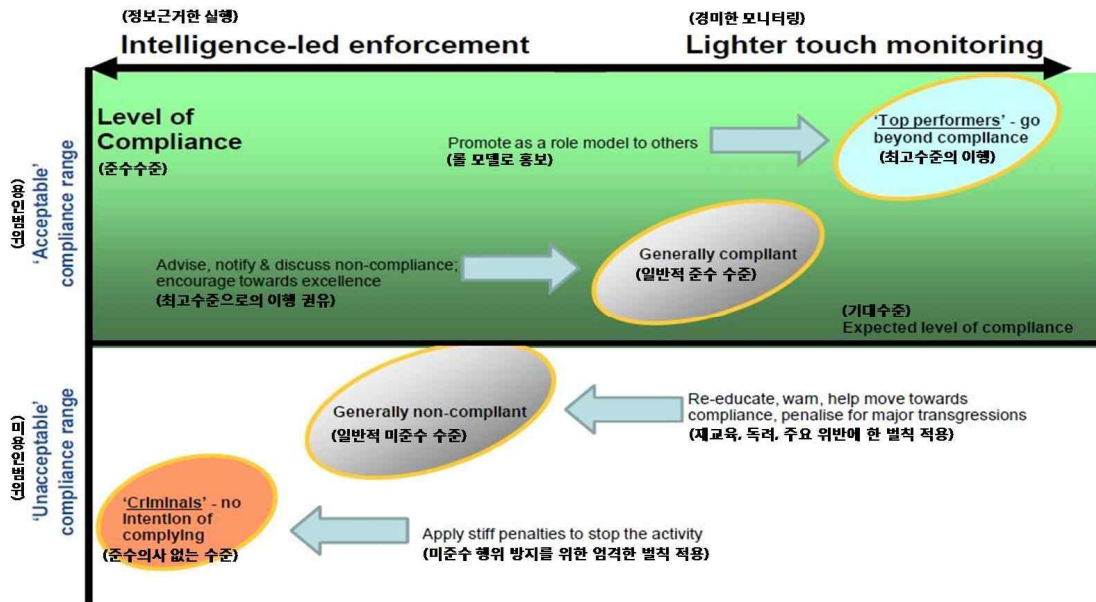 (정보근거한 실행)
Intelligence-led enforcement
(경미한 모니터링)
Lighter touch monitoring
Level of
Compliance
(준수수준)
'Acceptable'
compliance range
(용인범위)
Promote as a role model to others
(롤 모델로 홍보)
'Top performers' - go
beyond compliance
(최고수준의 이행)
Advise, notify & discuss non-compliance;
encourage towards excellence
(최고수준으로의 이행 권유)
Generally compliant
(일반적 준수 수준)
(기대수준)
Expected level of compliance
'Unacceptable'
compliance range
(미용인범위)
Generally non-compliant
(일반적 미준수 수준)
Re-educate, warn, help move towards
compliance, penalise for major transgressions
(재교육, 독려, 주요 위반에 한 벌칙 적용)
'Criminals' - no
intention of
complying
(준수의사 없는 수준)
Apply stiff penalties to stop the activity
(미준수 행위 방지를 위한 엄격한 벌칙 적용)